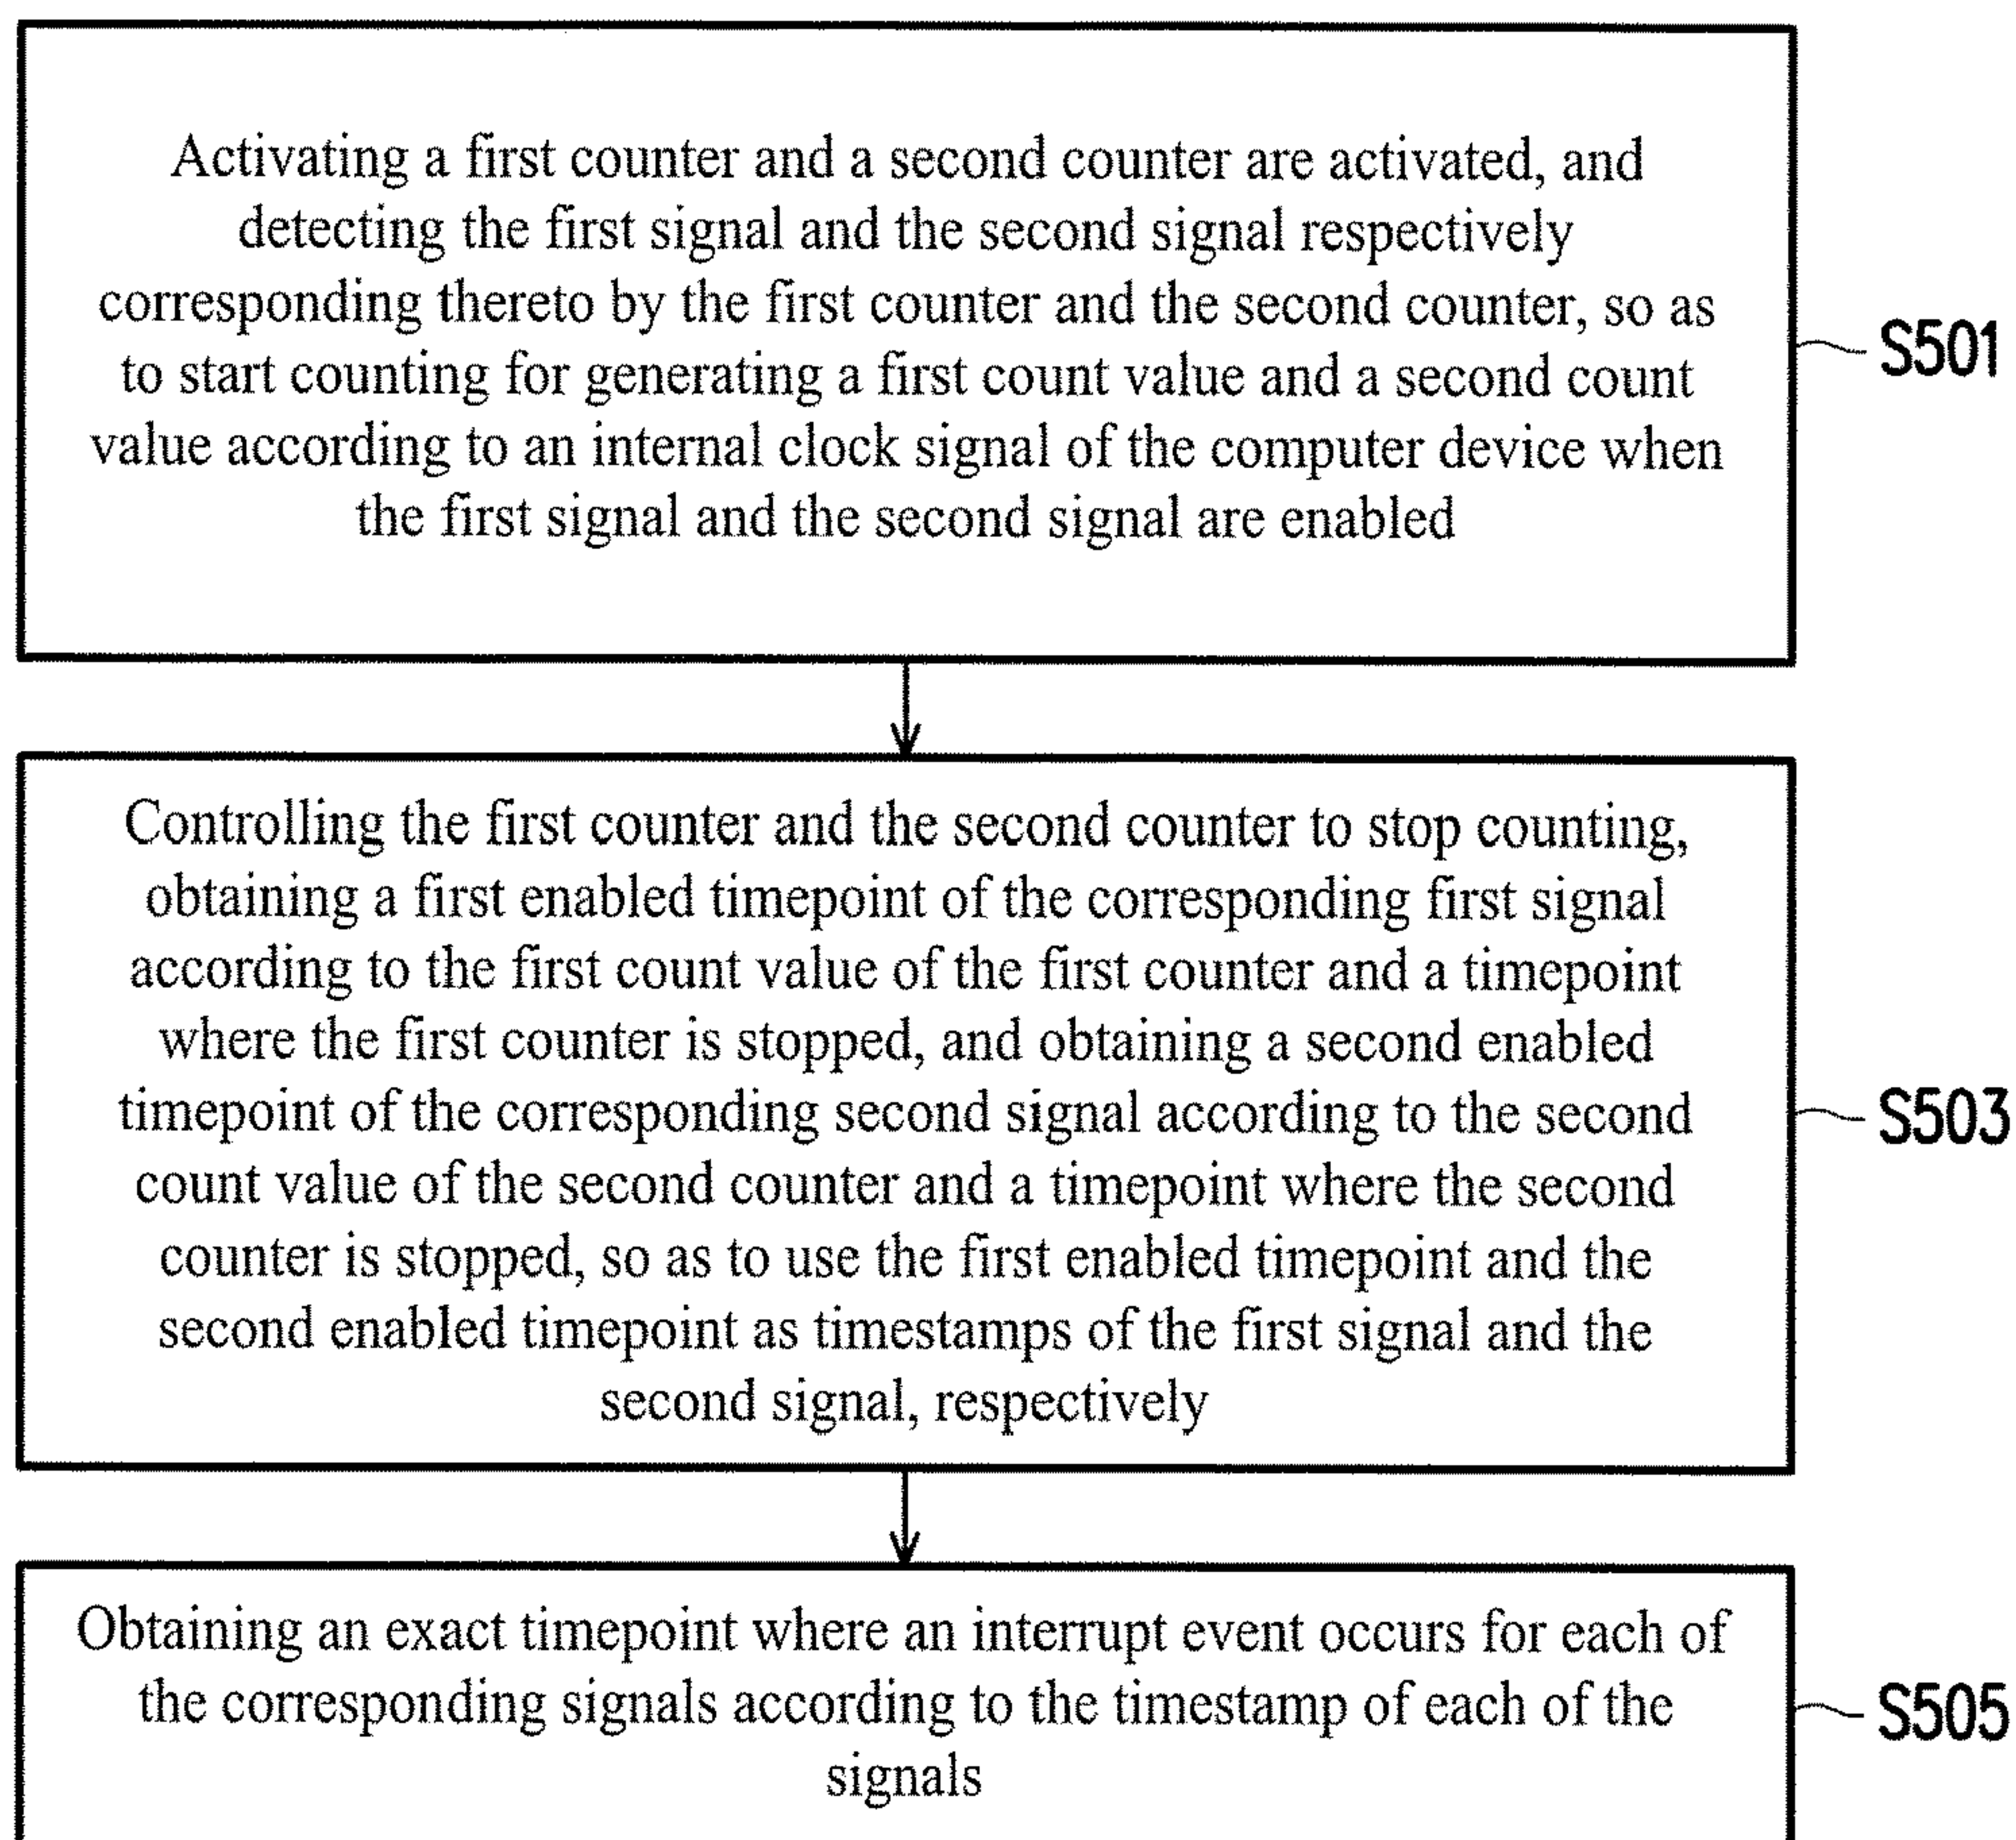 Activating a first counter and a second counter are activated, and
detecting the first signal and the second signal respectively
corresponding thereto by the first counter and the second counter, so as
to start counting for generating a first count value and a second count
value according to an internal clock signal of the computer device when
the first signal and the second signal are enabled
S501
Controlling the first counter and the second counter to stop counting,
obtaining a first enabled timepoint of the corresponding first signal
according to the first count value of the first counter and a timepoint
where the first counter is stopped, and obtaining a second enabled
timepoint of the corresponding second signal according to the second
count value of the second counter and a timepoint where the second
counter is stopped, so as to use the first enabled timepoint and the
second enabled timepoint as timestamps of the first signal and the
second signal, respectively
S503
Obtaining an exact timepoint where an interrupt event occurs for each of
the corresponding signals according to the timestamp of each of the
signals
S505